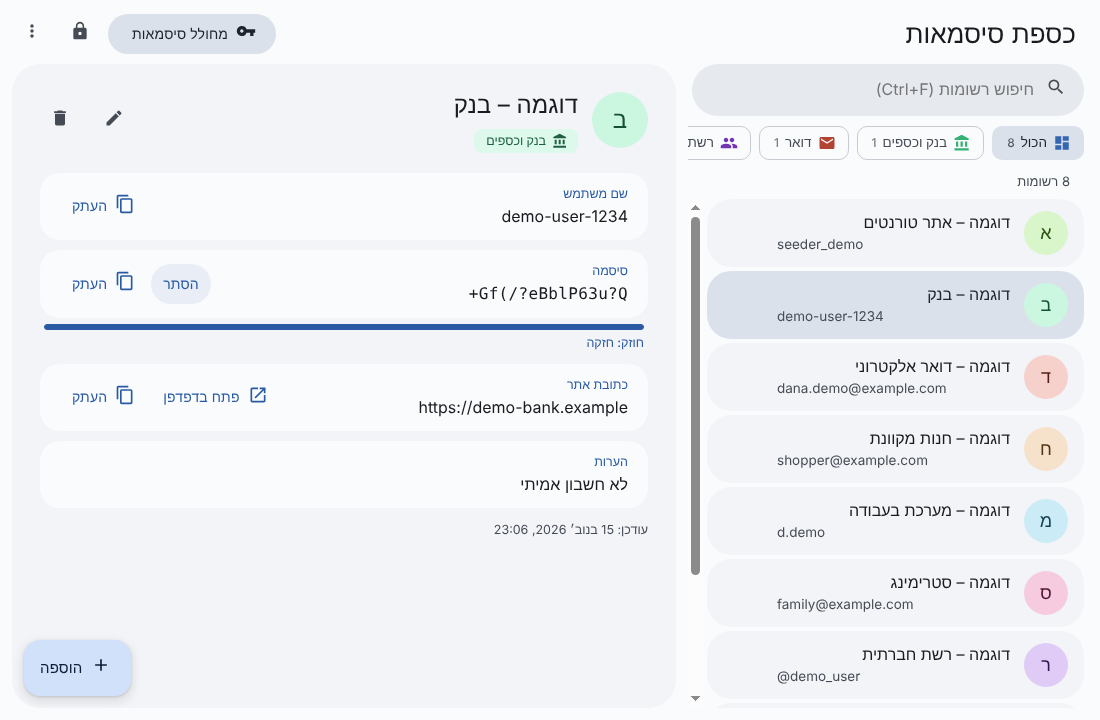 כספת סיסמאות
מחולל סיסמאות
חיפוש רשומות (Ctrl+F)
הכול 8
בנק וכספים 1
דואר 1
רשת
8 רשומות
א
דוגמה – אתר טורנטים
seeder_demo
ב
דוגמה – בנק
demo-user-1234
ד
דוגמה – דואר אלקטרוני
dana.demo@example.com
ח
דוגמה – חנות מקוונת
shopper@example.com
מ
דוגמה – מערכת בעבודה
d.demo
ס
דוגמה – סטרימינג
family@example.com
ר
דוגמה – רשת חברתית
@demo_user
ב
דוגמה – בנק
בנק וכספים
שם משתמש
demo-user-1234
העתק
סיסמה
+Gf(/?eBblP63u?Q
הסתר
העתק
חוזק: חזקה
כתובת אתר
https://demo-bank.example
פתח בדפדפן
העתק
הערות
לא חשבון אמיתי
עודכן: 15 בנוב׳ 2026, 23:06
הוספה